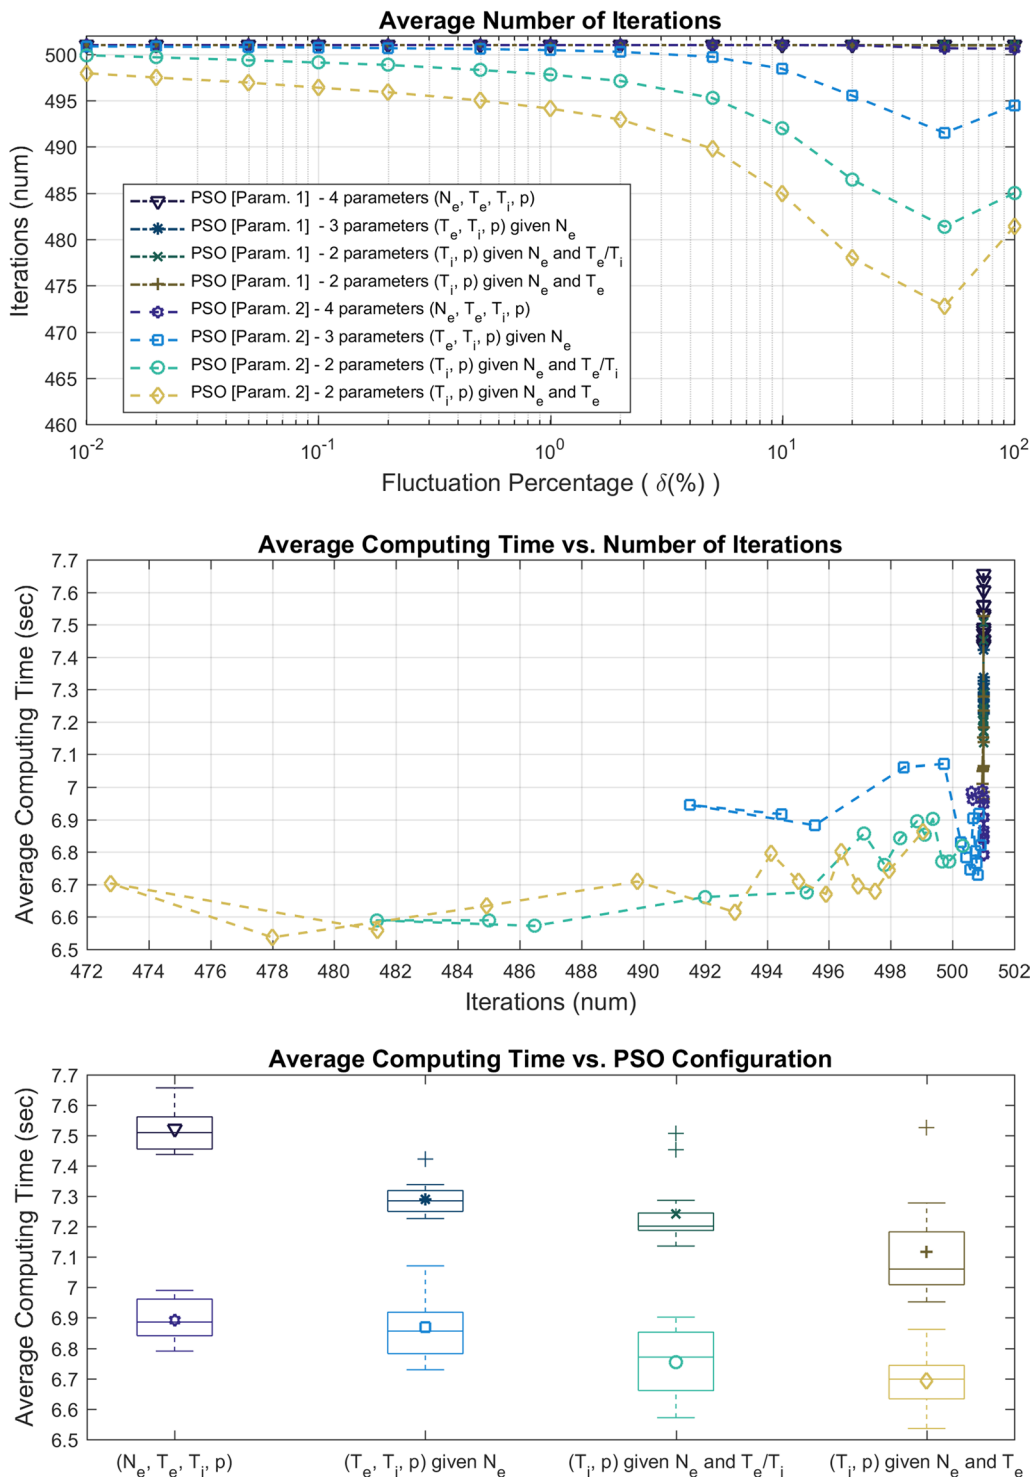 Average Number of Iterations
500
495
490
485
480
475
470
465
460
Iterations (num)
PSO [Param. 1] - 4 parameters (Ne, Te, Ti, p)
PSO [Param. 1] - 3 parameters (Te, Ti, p) given Ne
PSO [Param. 1] - 2 parameters (Ti, p) given Ne and Te/Ti
PSO [Param. 1] - 2 parameters (Ti, p) given Ne and Te
PSO [Param. 2] - 4 parameters (Ne, Te, Ti, p)
PSO [Param. 2] - 3 parameters (Te, Ti, p) given Ne
PSO [Param. 2] - 2 parameters (Ti, p) given Ne and Te/Ti
PSO [Param. 2] - 2 parameters (Ti, p) given Ne and Te
10^-2 10^-1 10^0 10^1 10^2
Fluctuation Percentage ( δ(%) )
Average Computing Time vs. Number of Iterations
7.7
7.6
7.5
7.4
7.3
7.2
7.1
7
6.9
6.8
6.7
6.6
6.5
Average Computing Time (sec)
472 474 476 478 480 482 484 486 488 490 492 494 496 498 500 502
Iterations (num)
Average Computing Time vs. PSO Configuration
7.7
7.6
7.5
7.4
7.3
7.2
7.1
7
6.9
6.8
6.7
6.6
6.5
Average Computing Time (sec)
(Ne, Te, Ti, p) (Te, Ti, p) given Ne (Ti, p) given Ne and Te/Ti (Ti, p) given Ne and Te